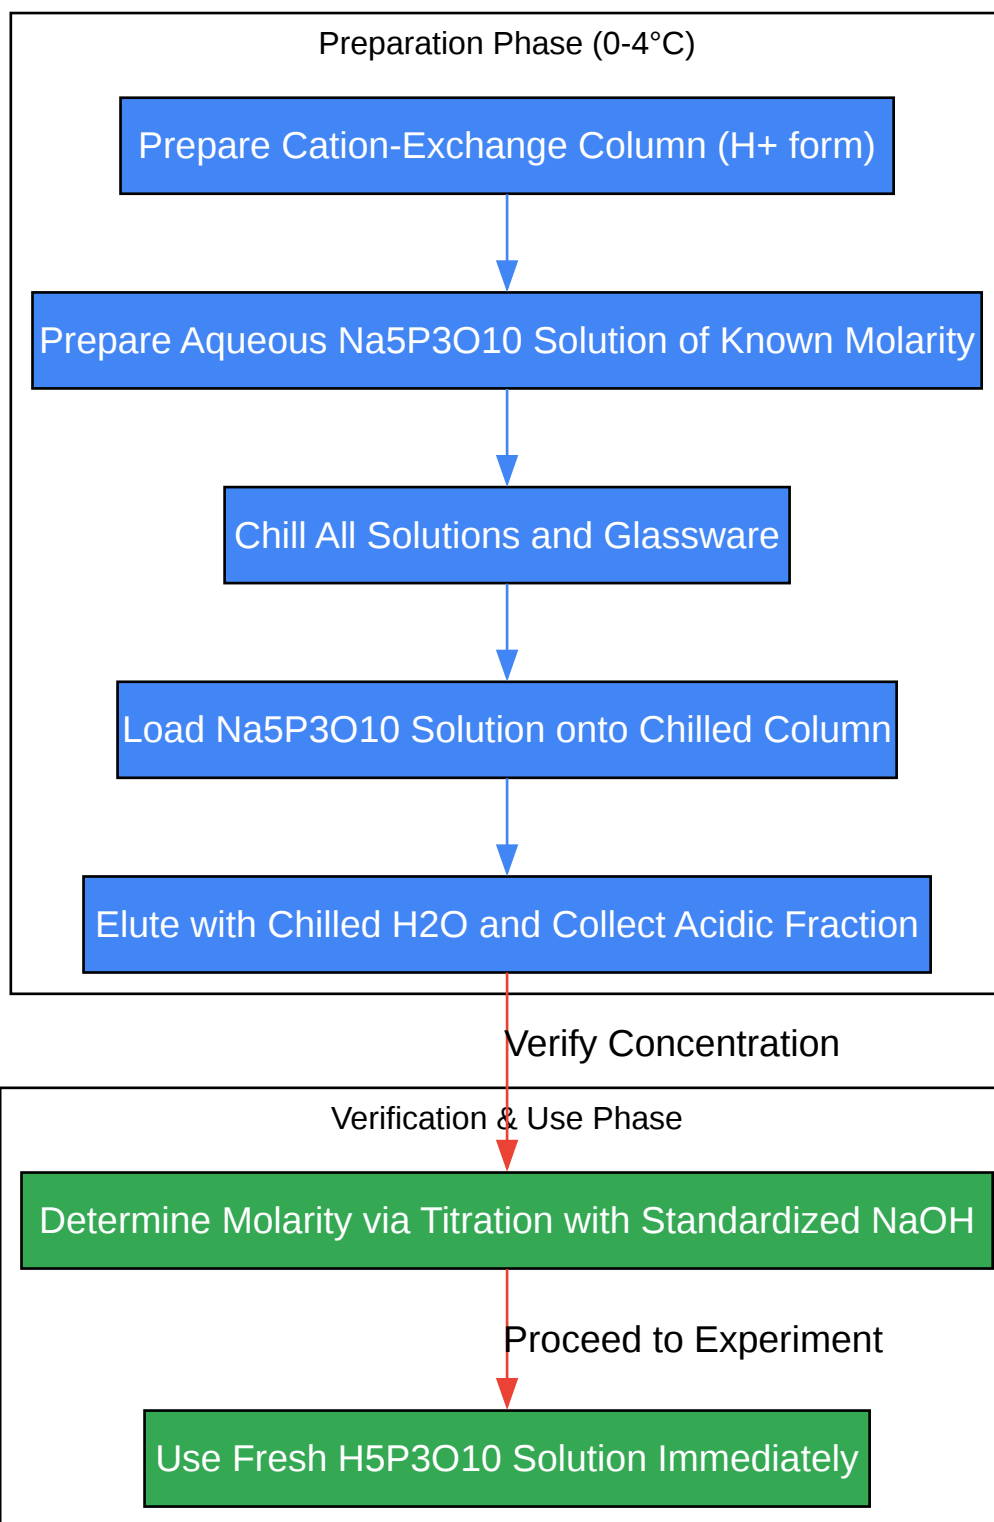 Preparation Phase (0-4°C)
Prepare Cation-Exchange Column (H+ form)
Prepare Aqueous Na5P3O10 Solution of Known Molarity
Chill All Solutions and Glassware
Load Na5P3O10 Solution onto Chilled Column
Elute with Chilled H2O and Collect Acidic Fraction
Verify Concentration
Verification & Use Phase
Determine Molarity via Titration with Standardized NaOH
Proceed to Experiment
Use Fresh H5P3O10 Solution Immediately